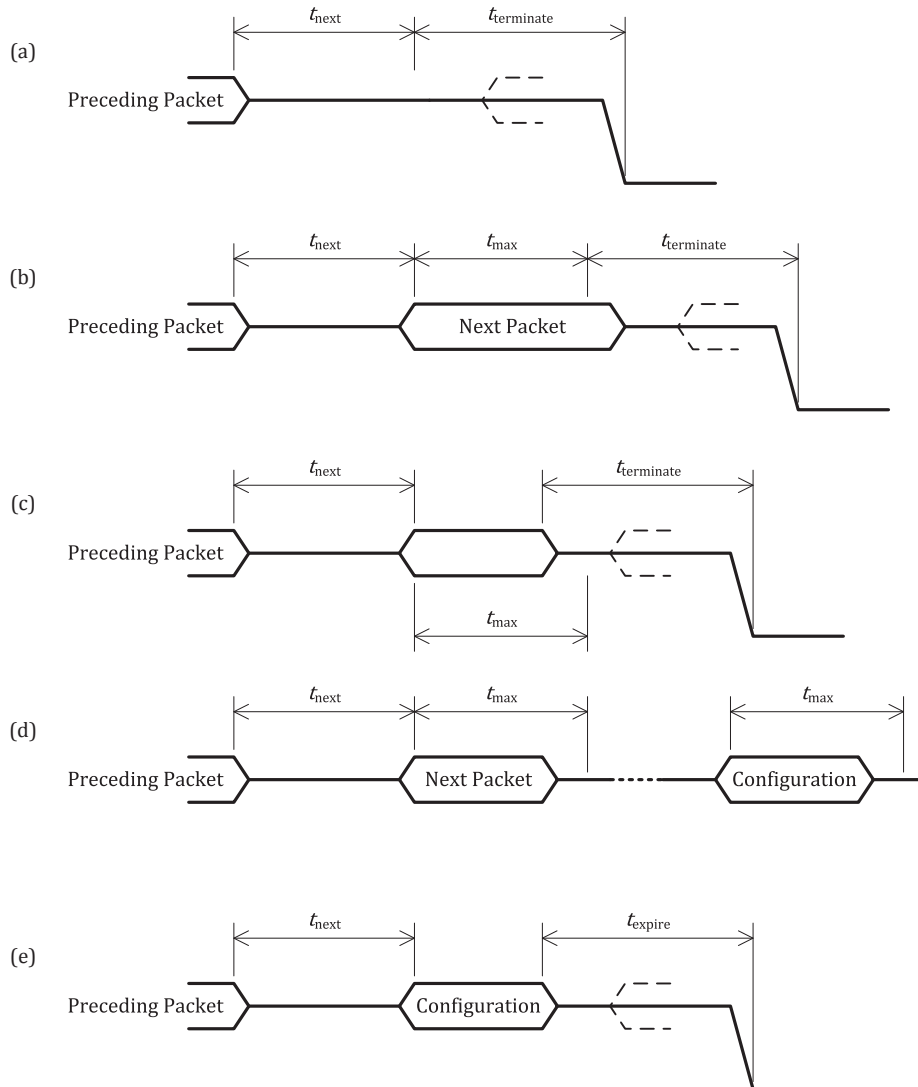 t_next t_terminate
(a)
Preceding Packet
t_next t_max t_terminate
(b)
Preceding Packet Next Packet
t_next t_terminate
(c)
Preceding Packet
t_max
t_next t_max t_max
(d)
Preceding Packet Next Packet Configuration
t_next t_expire
(e)
Preceding Packet Configuration